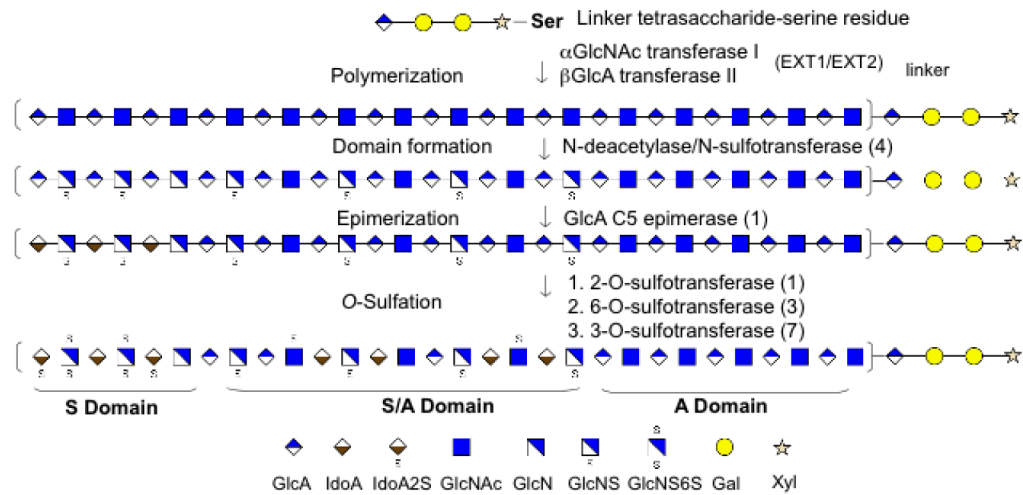 Ser Linker tetrasaccharide-serine residue
αGlcNAc transferase I
(EXT1/EXT2)
Polymerization
βGlcA transferase II
linker
Domain formation
N-deacetylase/N-sulfotransferase (4)
S S S S S S
Epimerization
GlcA C5 epimerase (1)
S S S S S S
O-Sulfation
1. 2-O-sulfotransferase (1)
2. 6-O-sulfotransferase (3)
3. 3-O-sulfotransferase (7)
S S S S
S S S S S S S S
S Domain
S/A Domain
A Domain
S
S S S
GlcA IdoA IdoA2S GlcNAc GlcN GlcNS GlcNS6S Gal Xyl